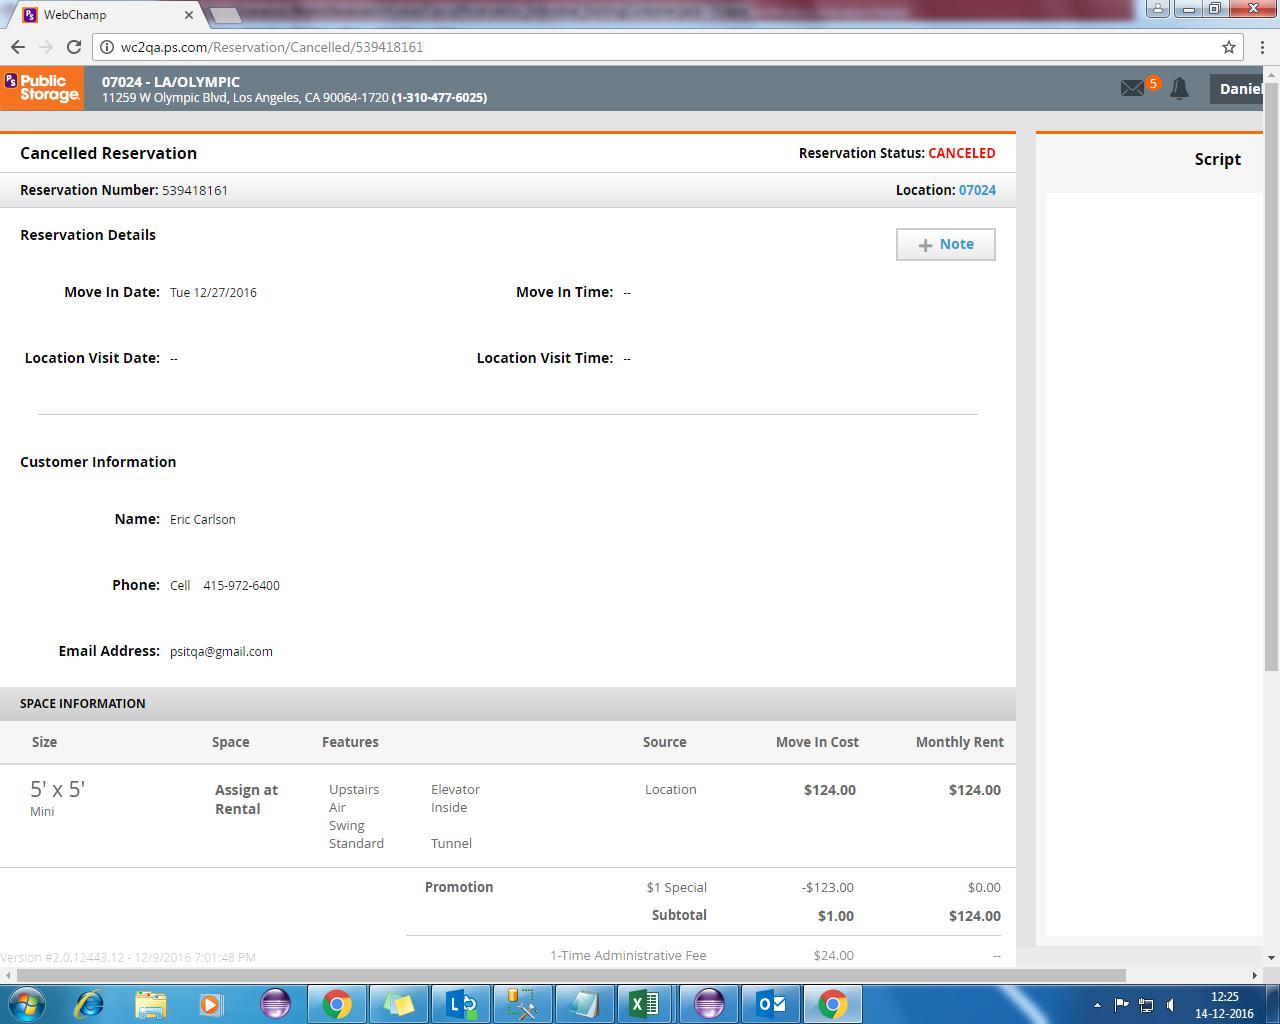 WebChamp
wc2qa.ps.com/Reservation/Cancelled/539418161
PS Public Storage.
07024 - LA/OLYMPIC
11259 W Olympic Blvd, Los Angeles, CA 90064-1720 (1-310-477-6025)
5
Daniel
Cancelled Reservation
Reservation Status: CANCELED
Script
Reservation Number: 539418161
Location: 07024
Reservation Details
+ Note
Move In Date: Tue 12/27/2016
Move In Time: --
Location Visit Date: --
Location Visit Time: --
Customer Information
Name: Eric Carlson
Phone: Cell 415-972-6400
Email Address: psitqa@gmail.com
SPACE INFORMATION
Size Space Features Source Move In Cost Monthly Rent
5' x 5' Assign at Upstairs Elevator Location $124.00 $124.00
Mini Rental Air Inside
Swing
Standard Tunnel
Promotion $1 Special -$123.00 $0.00
Subtotal $1.00 $124.00
1-Time Administrative Fee $24.00 --
Version #2.0.12443.12 - 12/9/2016 7:01:48 PM
12:25
14-12-2016